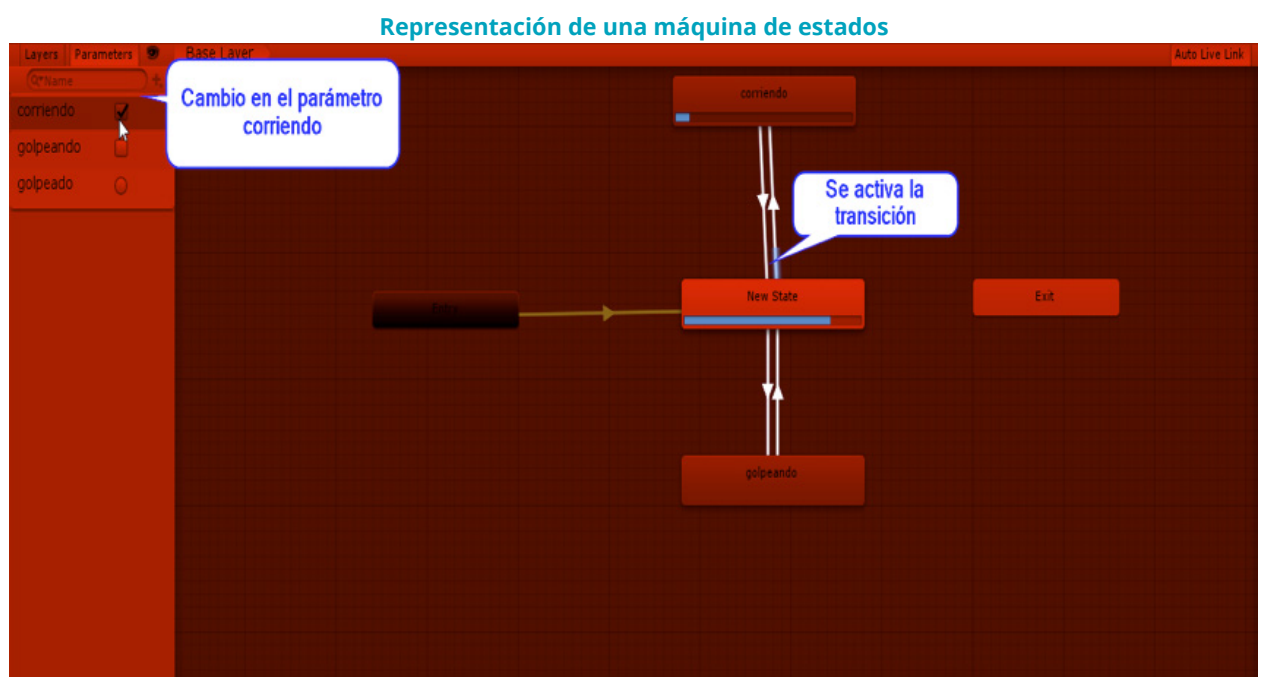 Representación de una máquina de estados
Layers Parameters Base Layer Auto Live Link
Name
corriendo
golpeando
golpeado
Cambio en el parámetro
corriendo
corriendo
Se activa la
transición
Entry
New State
Exit
golpeando